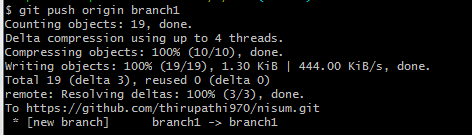 $ git push origin branch1
Counting objects: 19, done.
Delta compression using up to 4 threads.
Compressing objects: 100% (10/10), done.
Writing objects: 100% (19/19), 1.30 KiB | 444.00 KiB/s, done.
Total 19 (delta 3), reused 0 (delta 0)
remote: Resolving deltas: 100% (3/3), done.
To https://github.com/thirupathi970/nisum.git
 * [new branch]      branch1 -> branch1